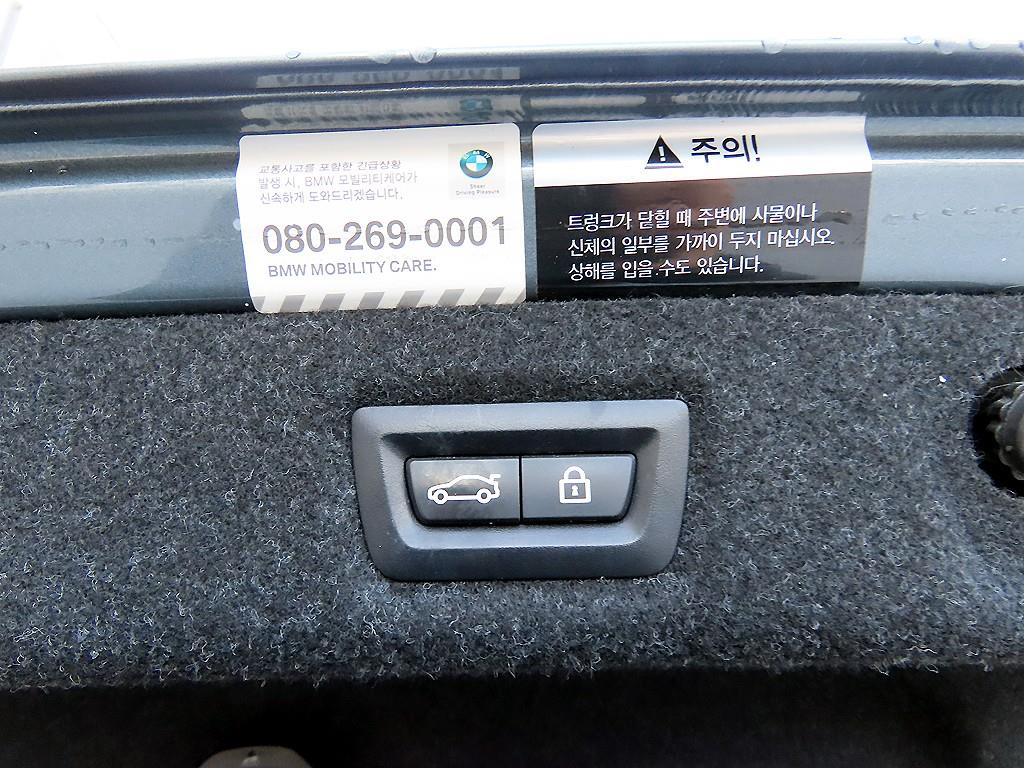 교통사고를 포함한 긴급상황
발생 시, BMW 모빌리티케어가
신속하게 도와드리겠습니다.
Sheer
Driving Pleasure
080-269-0001
BMW MOBILITY CARE.
주의!
트렁크가 닫힐 때 주변에 사물이나
신체의 일부를 가까이 두지 마십시오.
상해를 입을 수도 있습니다.